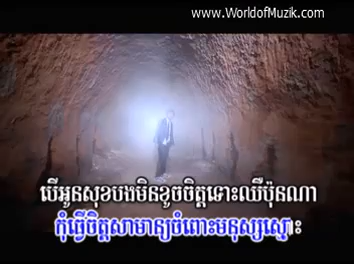 www.WorldofMuzik.com
បើអូនសុខបងមិនខូចចិត្តទោះឈឺប៉ុនណា
កុំធ្វើចិត្តសាមាន្យចំពោះមនុស្សស្មោះ